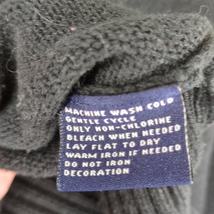 MACHINE WASH COLD
GENTLE CYCLE
ONLY NON-CHLORINE
BLEACH WHEN NEEDED
LAY FLAT TO DRY
WARM IRON IF NEEDED
DO NOT IRON
DECORATION